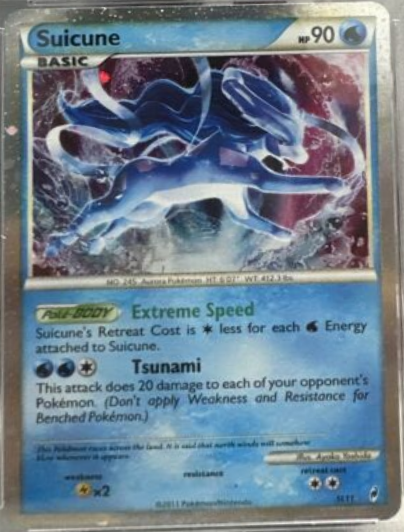 Suicune HP 90
BASIC
NO. 245 Aurora Pokémon HT. 6'07" WT. 412.3 lbs.
Poké-BODY Extreme Speed
Suicune's Retreat Cost is less for each Energy
attached to Suicune.
Tsunami
This attack does 20 damage to each of your opponent's
Pokémon. (Don't apply Weakness and Resistance for
Benched Pokémon.)
This Pokémon races across the land. It is said that north winds will somehow
blow whenever it appears.
Illus. Ayaka Yoshida
weakness resistance retreat cost
x2
©2011 Pokémon/Nintendo SL11